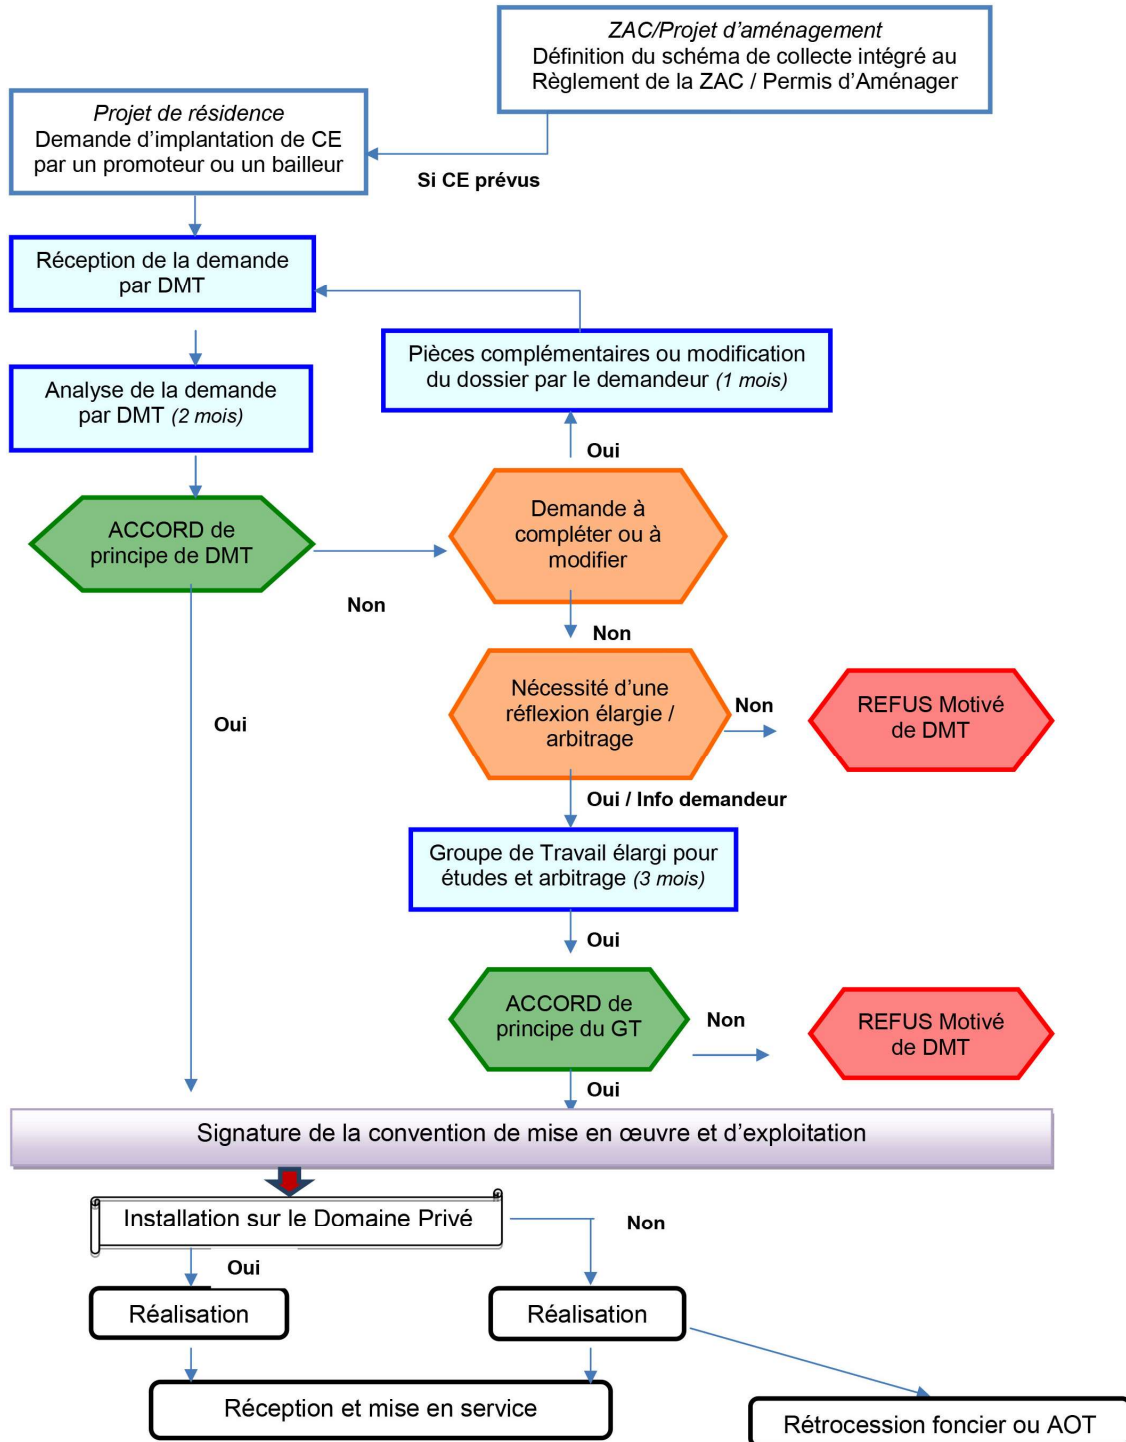 ZAC/Projet d'aménagement
Définition du schéma de collecte intégré au
Règlement de la ZAC / Permis d'Aménager
Projet de résidence
Demande d'implantation de CE
par un promoteur ou un bailleur
Si CE prévus
Réception de la demande
par DMT
Pièces complémentaires ou modification
du dossier par le demandeur (1 mois)
Analyse de la demande
par DMT (2 mois)
Oui
ACCORD de
principe de DMT
Demande à
compléter ou à
modifier
Non
Non
Nécessité d'une
réflexion élargie /
arbitrage
Non
REFUS Motivé
de DMT
Oui
Oui / Info demandeur
Groupe de Travail élargi pour
études et arbitrage (3 mois)
Oui
ACCORD de
principe du GT
Non
REFUS Motivé
de DMT
Oui
Signature de la convention de mise en œuvre et d'exploitation
Installation sur le Domaine Privé
Non
Oui
Réalisation
Réalisation
Réception et mise en service
Rétrocession foncier ou AOT